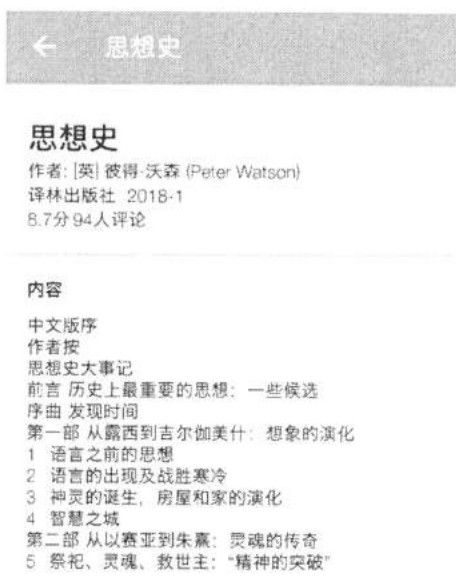 ← 思想史
思想史
作者: [英] 彼得·沃森 (Peter Watson)
译林出版社 2018-1
8.7分 94人评论
内容
中文版序
作者按
思想史大事记
前言 历史上最重要的思想：一些候选
序曲 发现时间
第一部 从露西到吉尔伽美什：想象的演化
1 语言之前的思想
2 语言的出现及战胜寒冷
3 神灵的诞生，房屋和家的演化
4 智慧之城
第二部 从以赛亚到朱熹：灵魂的传奇
5 祭祀、灵魂、救世主：“精神的突破”